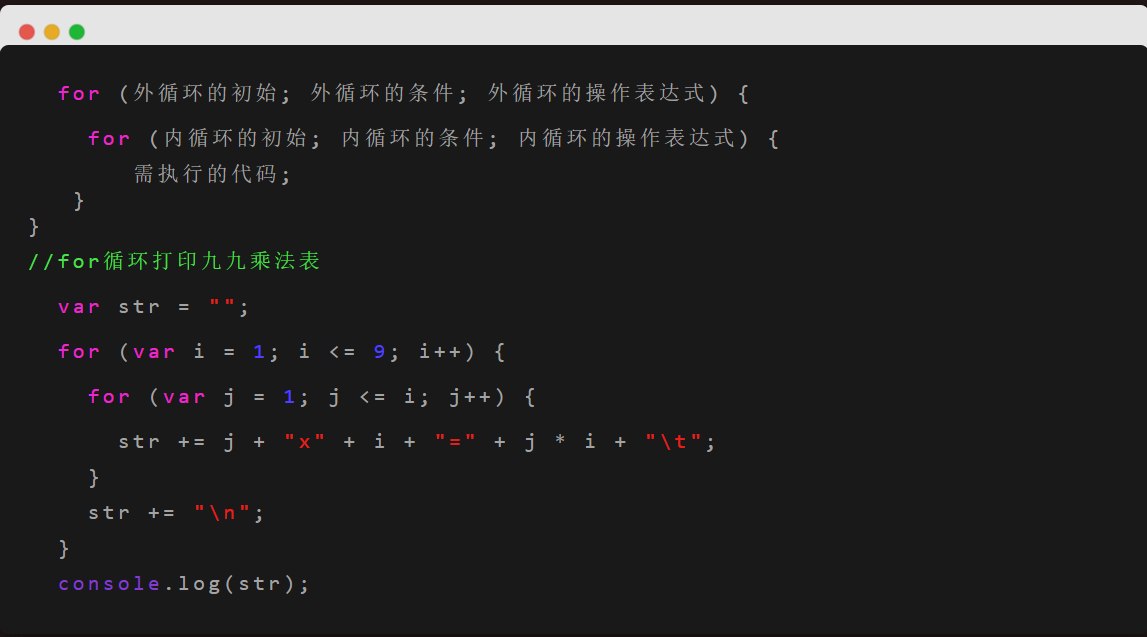 for (外循环的初始; 外循环的条件; 外循环的操作表达式) {
for (内循环的初始; 内循环的条件; 内循环的操作表达式) {
需执行的代码;
}
}
//for循环打印九九乘法表
var str = "";
for (var i = 1; i <= 9; i++) {
for (var j = 1; j <= i; j++) {
str += j + "x" + i + "=" + j * i + "\t";
}
str += "\n";
}
console.log(str);